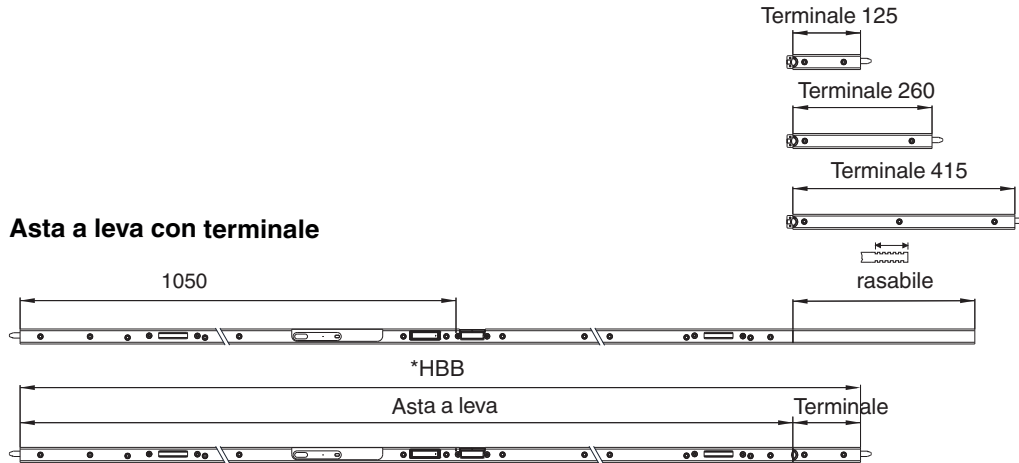 Terminale 125
Terminale 260
Terminale 415
Asta a leva con terminale
rasabile
1050
*HBB
Asta a leva
Terminale